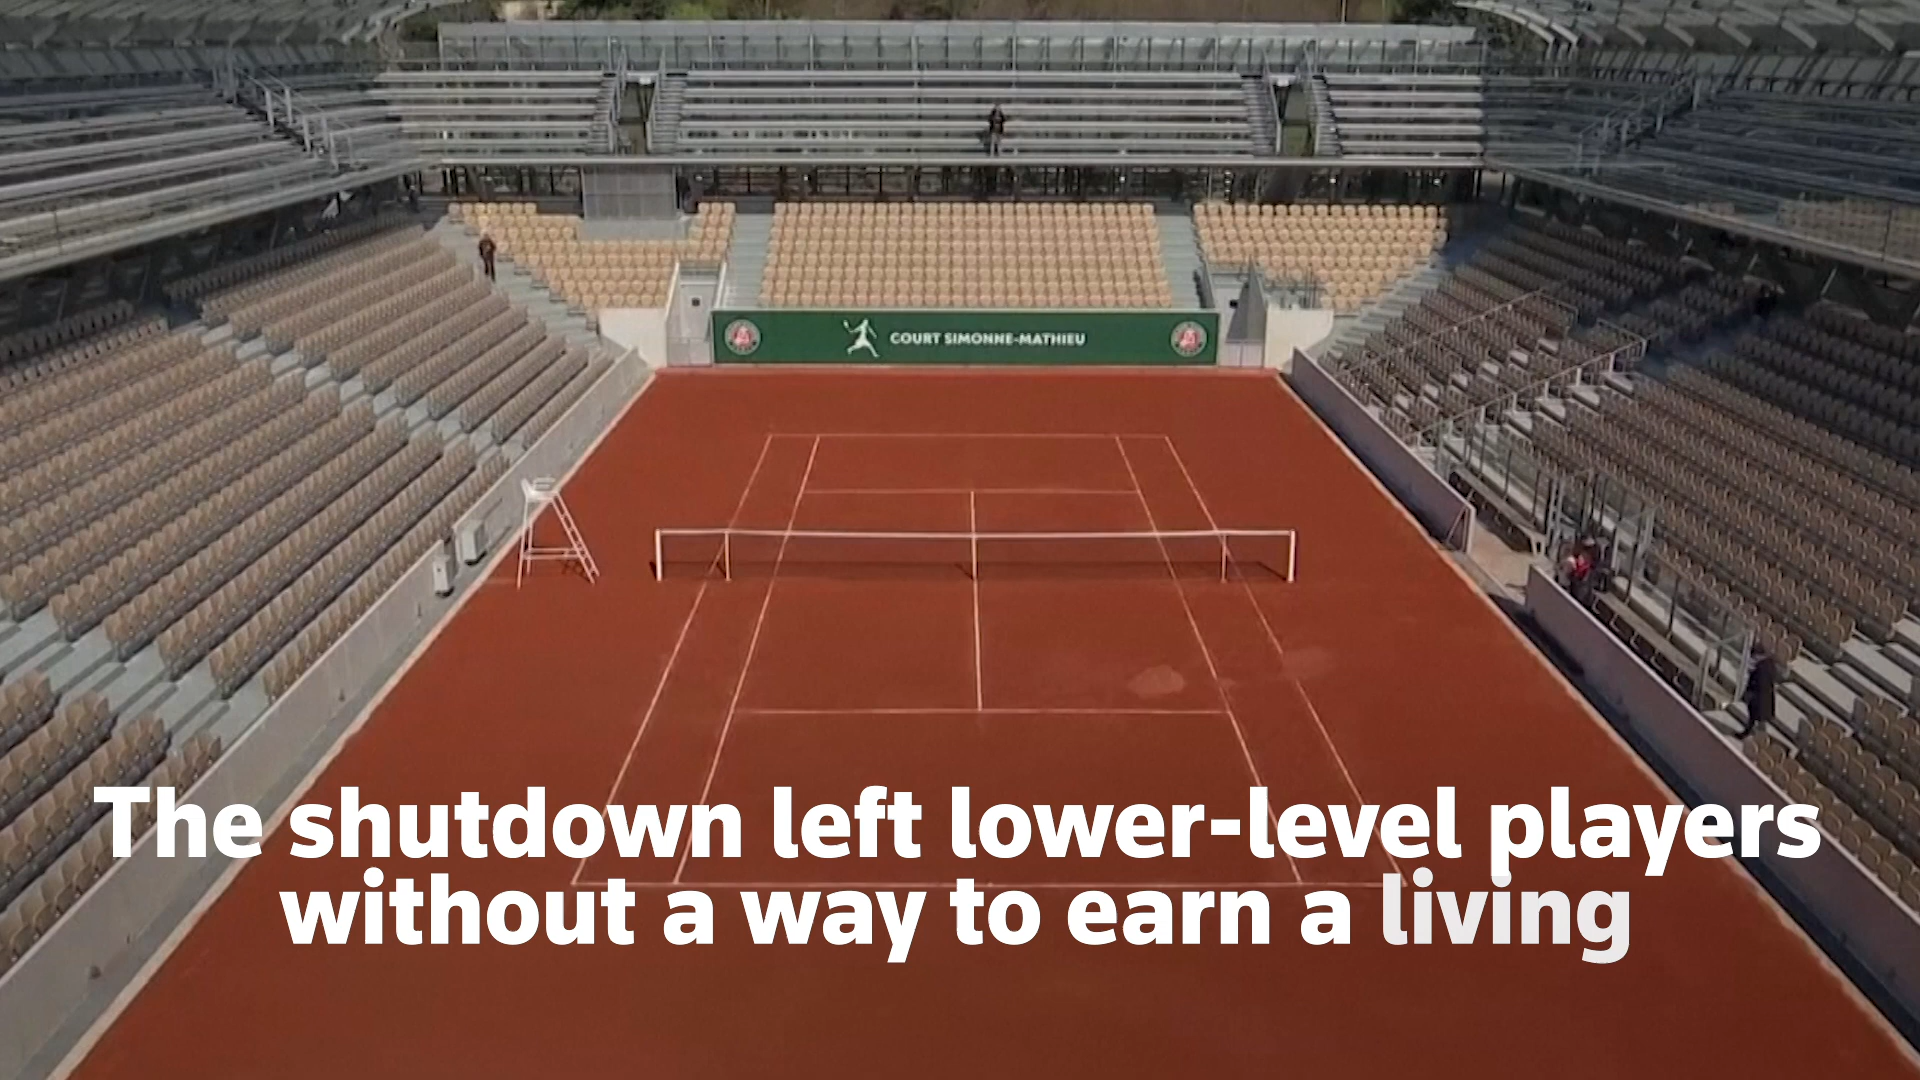 COURT SIMONNE-MATHIEU
The shutdown left lower-level players
without a way to earn a living